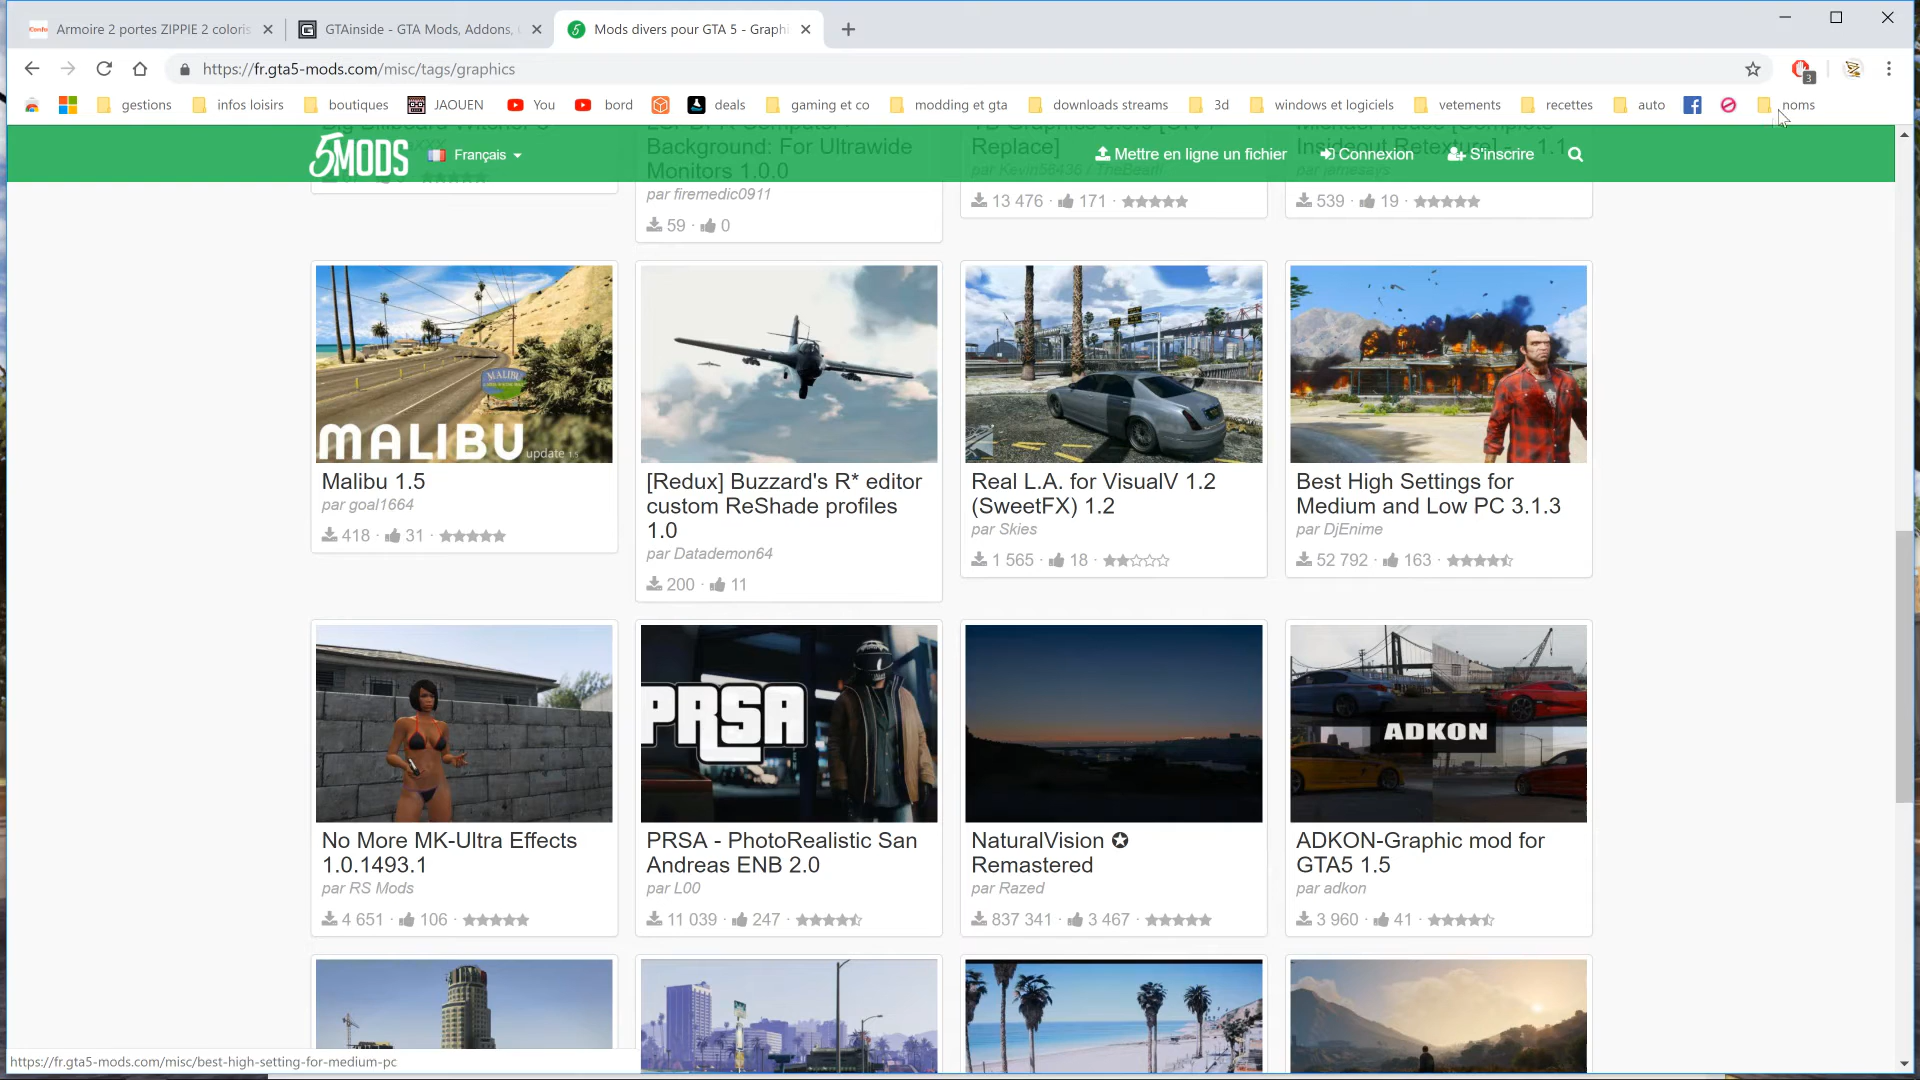 Armoire 2 portes ZIPPIE 2 coloris
GTAinside - GTA Mods, Addons,
Mods divers pour GTA 5 - Graphi
https://fr.gta5-mods.com/misc/tags/graphics
3
gestions
infos loisirs
boutiques
JAOUEN
You
bord
deals
gaming et co
modding et gta
downloads streams
3d
windows et logiciels
vetements
recettes
auto
noms
5MODS
Français
Mettre en ligne un fichier
Connexion
S'inscrire
Background: For Ultrawide
Monitors 1.0.0
par firemedic0911
59 · 0
Replace]
13 476 · 171 ·
539 · 19 ·
MALIBU
MALIBU update 1.5
Malibu 1.5
par goal1664
418 · 31 ·
[Redux] Buzzard's R* editor
custom ReShade profiles
1.0
par Datademon64
200 · 11
Real L.A. for VisualV 1.2
(SweetFX) 1.2
par Skies
1 565 · 18 ·
Best High Settings for
Medium and Low PC 3.1.3
par DjEnime
52 792 · 163 ·
No More MK-Ultra Effects
1.0.1493.1
par RS Mods
4 651 · 106 ·
PRSA
PRSA - PhotoRealistic San
Andreas ENB 2.0
par L00
11 039 · 247 ·
NaturalVision ✪
Remastered
par Razed
837 341 · 3 467 ·
ADKON
ADKON-Graphic mod for
GTA5 1.5
par adkon
3 960 · 41 ·
https://fr.gta5-mods.com/misc/best-high-setting-for-medium-pc